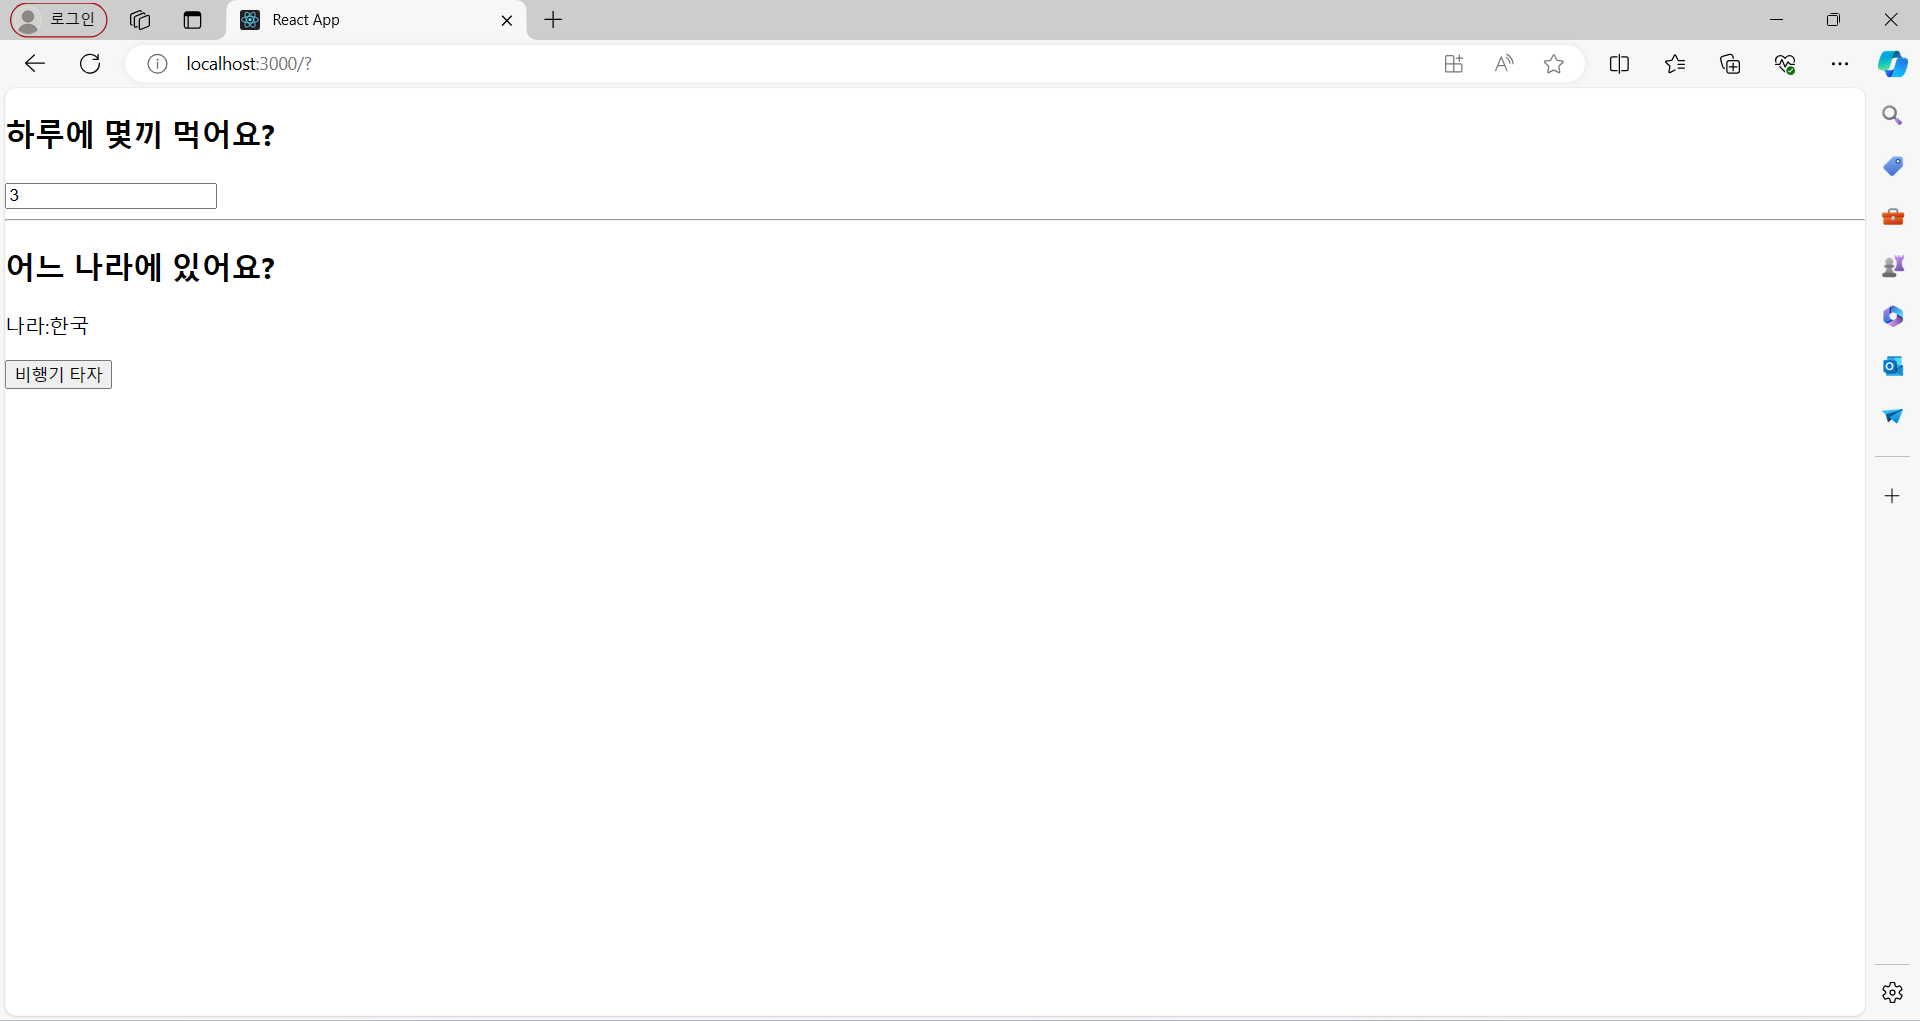 로그인
React App
localhost:3000/?
하루에 몇끼 먹어요?
3
어느 나라에 있어요?
나라:한국
비행기 타자